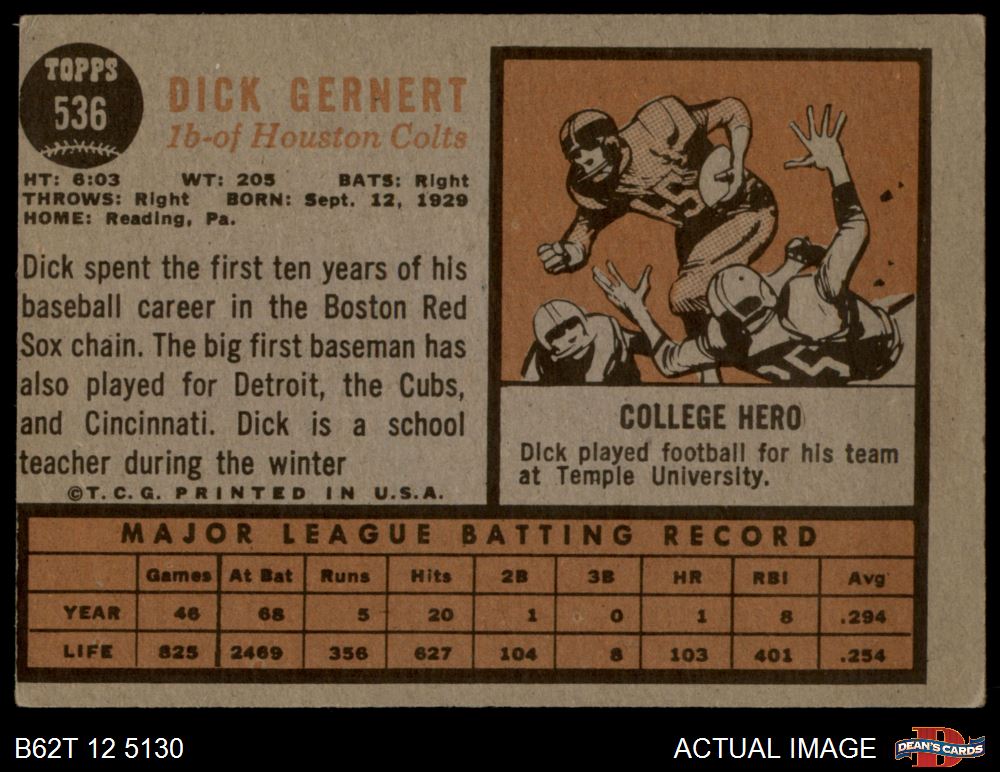 TOPPS
536
DICK GERNERT
1b-of Houston Colts
HT: 6:03 WT: 205 BATS: Right
THROWS: Right BORN: Sept. 12, 1929
HOME: Reading, Pa.
Dick spent the first ten years of his
baseball career in the Boston Red
Sox chain. The big first baseman has
also played for Detroit, the Cubs,
and Cincinnati. Dick is a school
teacher during the winter
©T.C.G. PRINTED IN U.S.A.
COLLEGE HERO
Dick played football for his team
at Temple University.
MAJOR LEAGUE BATTING RECORD
Games At Bat Runs Hits 2B 3B HR RBI Avg
YEAR 46 68 5 20 1 0 1 8 .294
LIFE 825 2469 356 627 104 8 103 401 .254
B62T 12 5130
ACTUAL IMAGE
D
DEAN'S CARDS